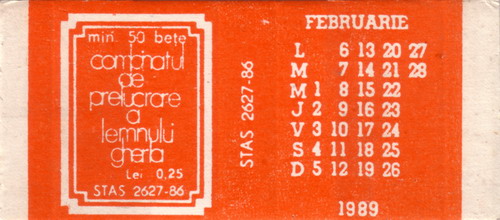 min. 50 bețe
combinatul
de
prelucrare
a
lemnului
gherla
Lei 0,25
STAS 2627-86
STAS 2627-86
FEBRUARIE
L 6 13 20 27
M 7 14 21 28
M 1 8 15 22
J 2 9 16 23
V 3 10 17 24
S 4 11 18 25
D 5 12 19 26
1989